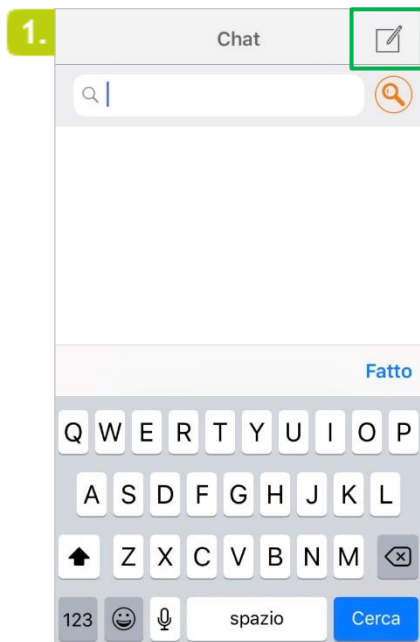 1.
Chat
Fatto
Q W E R T Y U I O P
A S D F G H J K L
Z X C V B N M
123 spazio Cerca